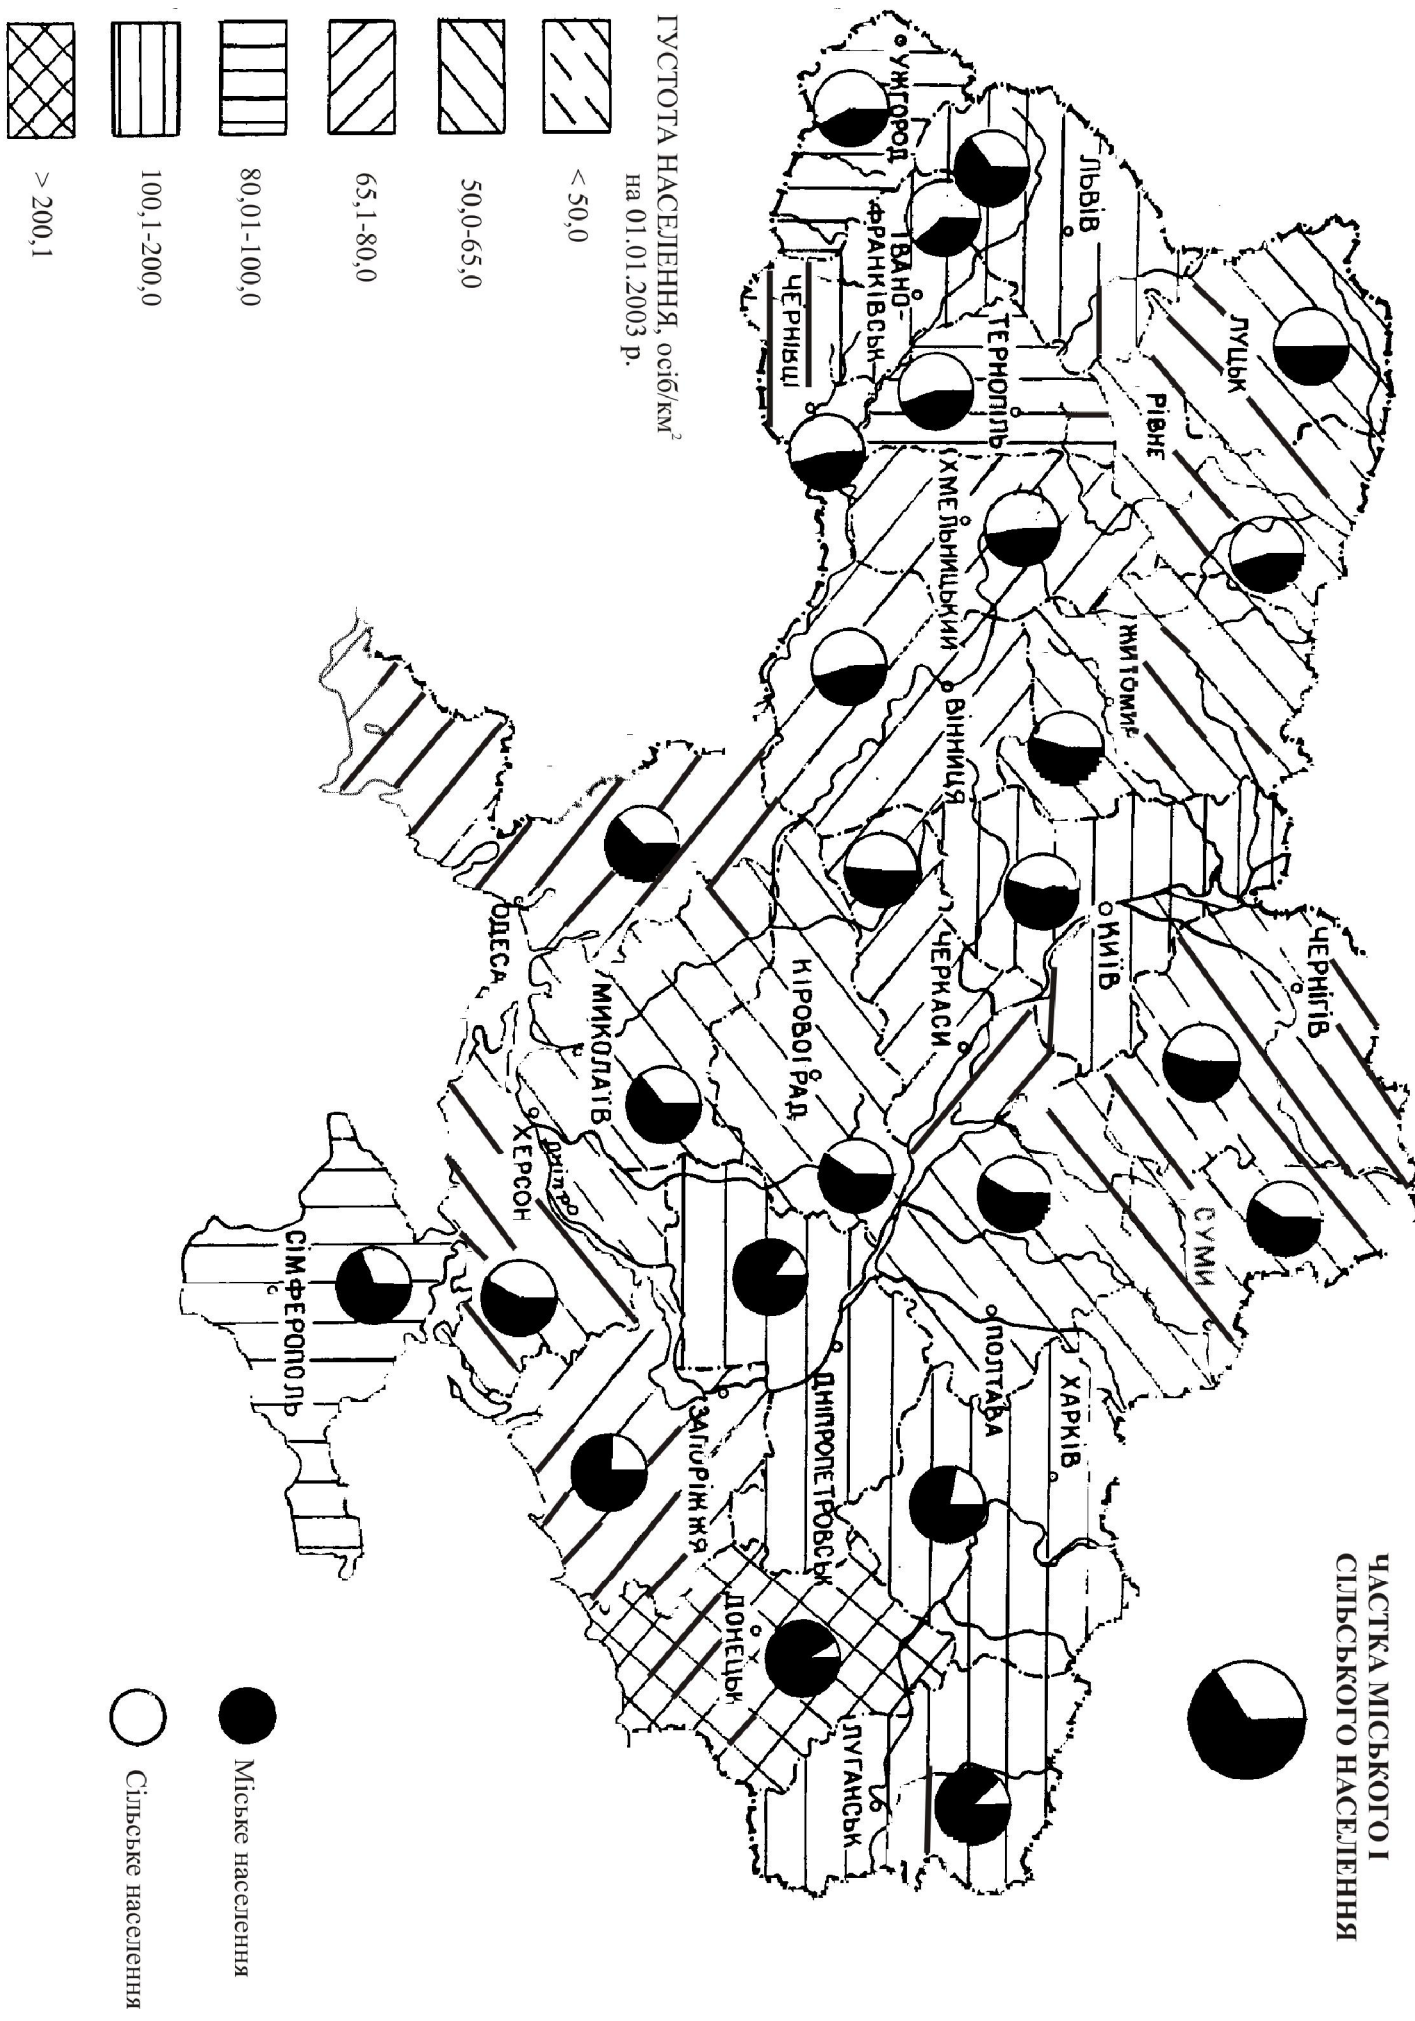 ЧАСТКА МІСЬКОГО І
СІЛЬСЬКОГО НАСЕЛЕННЯ
ЧЕРНІГІВ
ЛУЦЬК
СУМИ
РІВНЕ
ЖИТОМИР
КИЇВ
ЛЬВІВ
ХАРКІВ
ТЕРНОПІЛЬ
ПОЛТАВА
ХМЕЛЬНИЦЬКИЙ
ВІННИЦЯ
ЧЕРКАСИ
УЖГОРОД
ІВАНО-
ФРАНКІВСЬК
ЛУГАНСЬК
ДНІПРОПЕТРОВСЬК
КІРОВОГРАД
ЧЕРНІВЦІ
ДОНЕЦЬК
ЗАПОРІЖЖЯ
МИКОЛАЇВ
ДНІПРО
ХЕРСОН
ОДЕСА
СІМФЕРОПОЛЬ
ГУСТОТА НАСЕЛЕННЯ, осіб/км²
на 01.01.2003 р.
< 50,0
50,0-65,0
65,1-80,0
80,01-100,0
100,1-200,0
> 200,1
Міське населення
Сільське населення